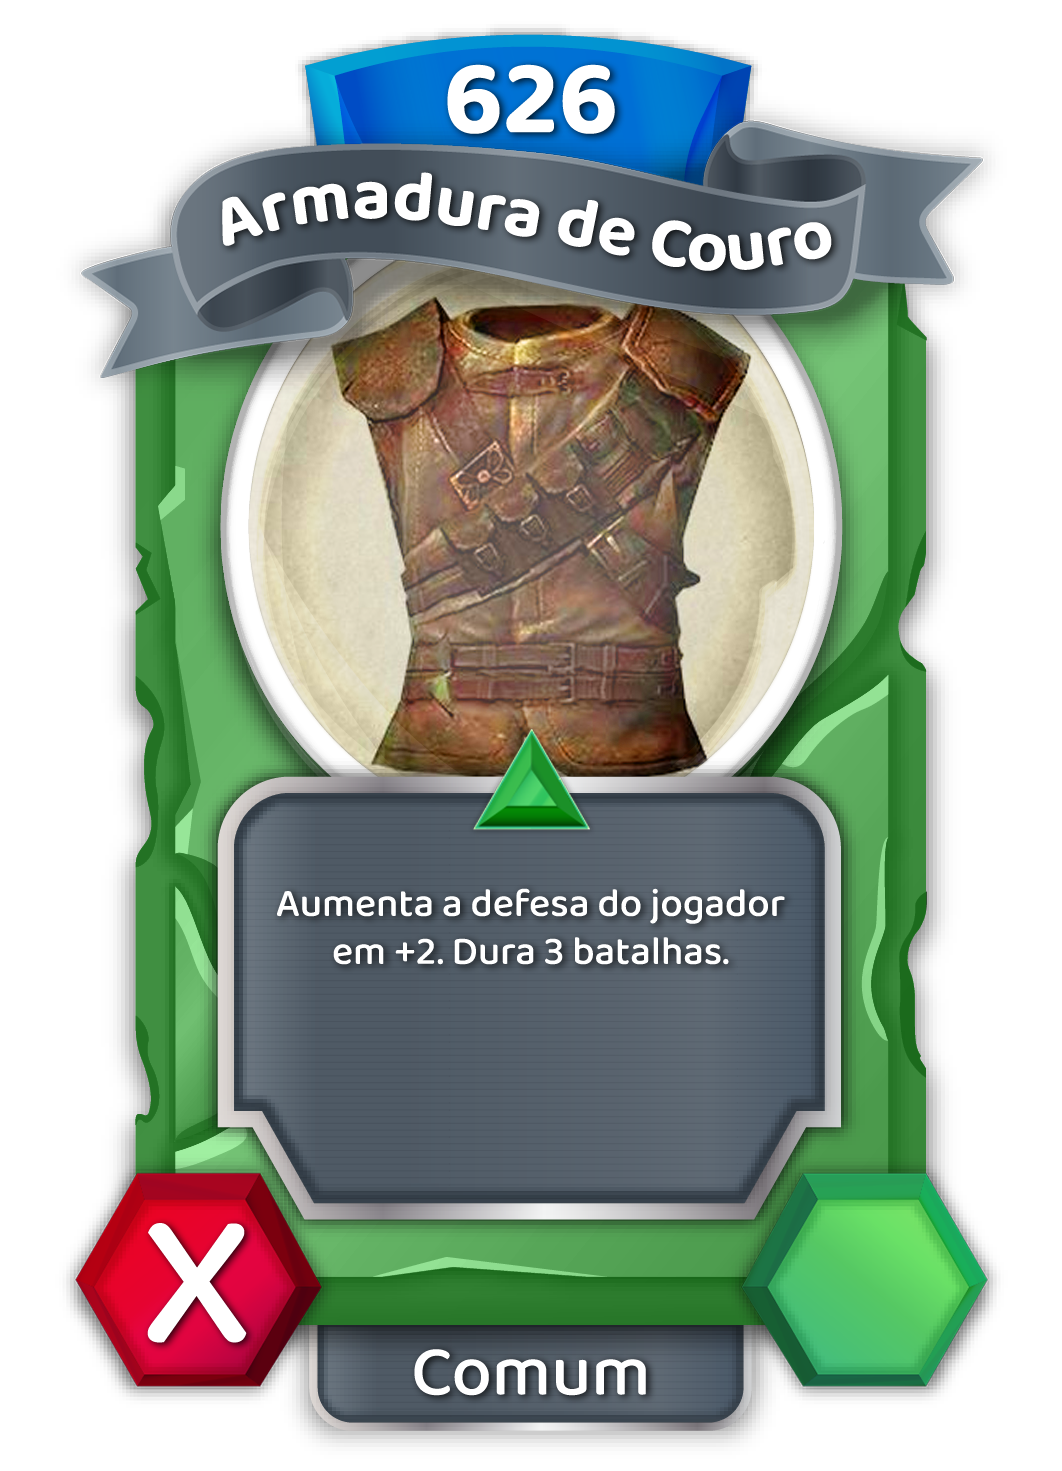 626
Armadura de Couro
Aumenta a defesa do jogador
em +2. Dura 3 batalhas.
X
Comum